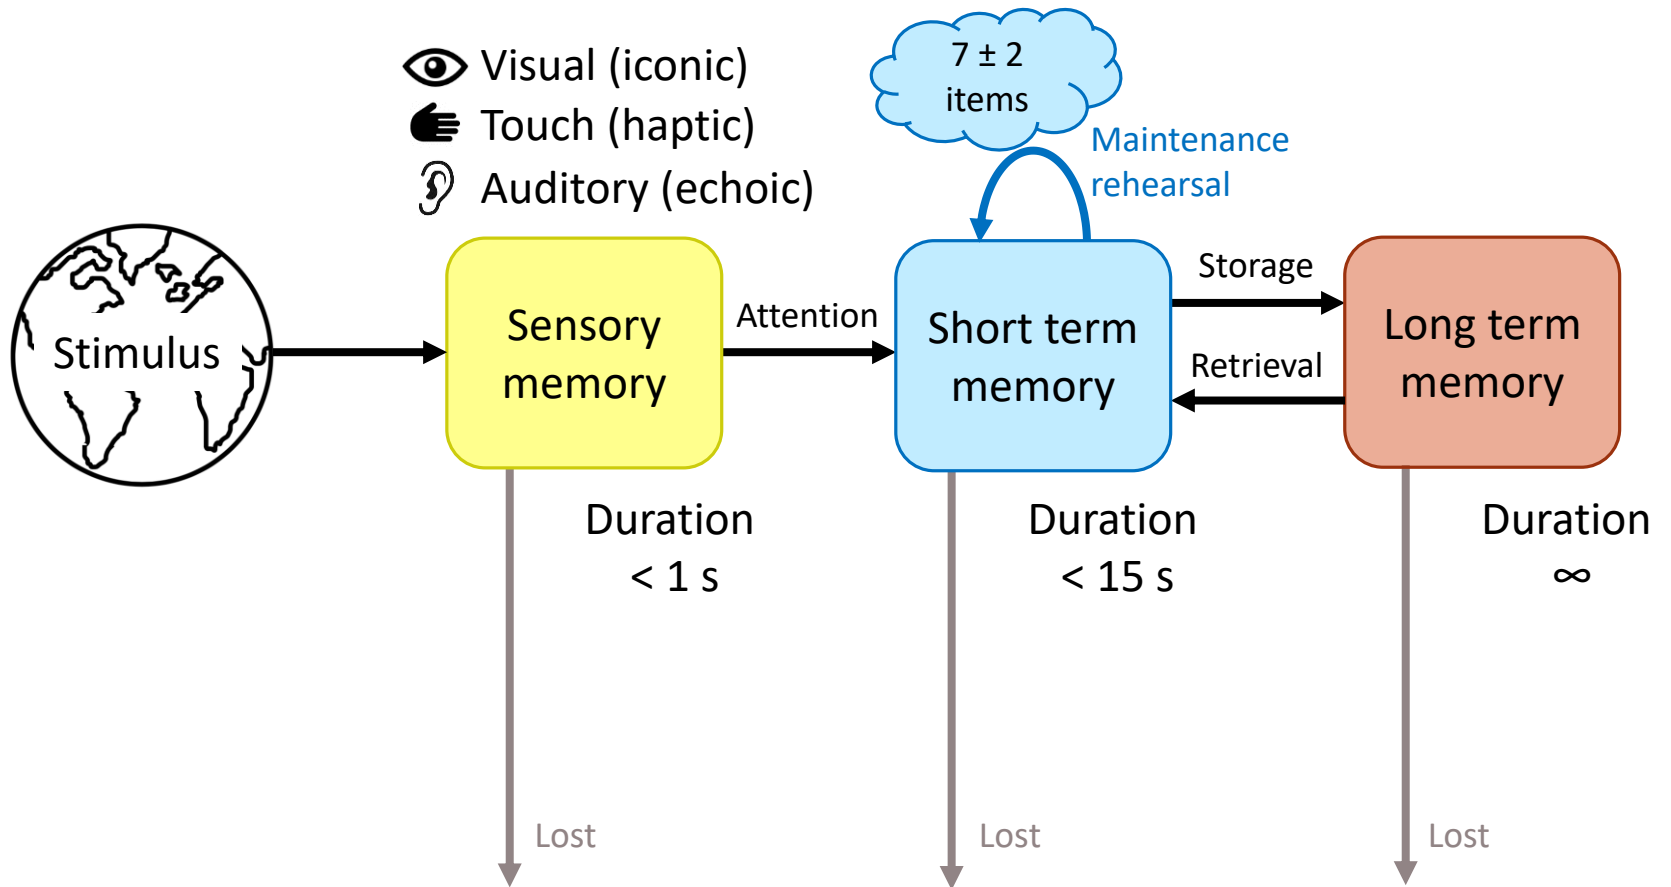 Visual (iconic)
Touch (haptic)
Auditory (echoic)
7 ± 2
items
Maintenance
rehearsal
Stimulus
Sensory
memory
Attention
Short term
memory
Storage
Retrieval
Long term
memory
Duration
< 1 s
Duration
< 15 s
Duration
∞
Lost
Lost
Lost